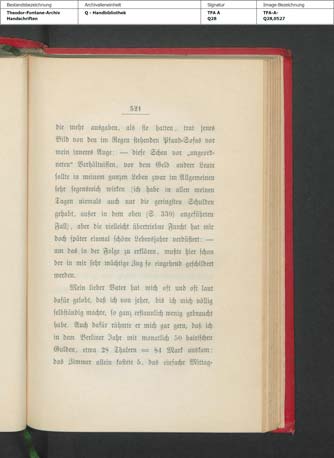 Bestandsbezeichnung
Theodor-Fontane-Archiv
Handschriften
Archivalieneinheit
Q - Handbibliothek
Signatur
TFA A
Q28
Image-Bezeichnung
TFA-A-
Q28,0527
521
die mehr ausgaben, als sie hatten, trat jenes
Bild von den im Regen stehenden Pfand-Sofas vor
mein inneres Auge: — diese Scheu vor „ungeord-
neten“ Verhältnissen, vor dem Geld andrer Leute
sollte in meinem ganzen Leben zwar im Allgemeinen
sehr segensreich wirken (ich habe in allen meinen
Tagen niemals auch nur die geringsten Schulden
gehabt, außer in dem oben (S. 339) angeführten
Fall), aber die vielleicht übertriebne Furcht hat mir
doch später einmal schöne Lebensjahre verdüstert: —
um das in der Folge zu erklären, mußte hier schon
der in mir sehr mächtige Zug so eingehend geschildert
werden.
Mein lieber Vater hat mich oft und oft laut
dafür gelobt, daß ich von jeher, bis ich mich völlig
selbständig machte, so ganz erstaunlich wenig gebraucht
habe. Auch dafür rühmte er mich gar gern, daß ich
in dem Berliner Jahr mit monatlich 50 bairischen
Gulden, etwa 28 Thalern = 84 Mark auskam:
das Zimmer allein kostete 5, das einfache Mittag-